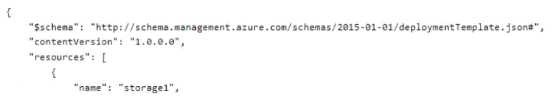 {
"$schema": "http://schema.management.azure.com/schemas/2015-01-01/deploymentTemplate.json#",
"contentVersion": "1.0.0.0",
"resources": [
{
"name": "storage1",